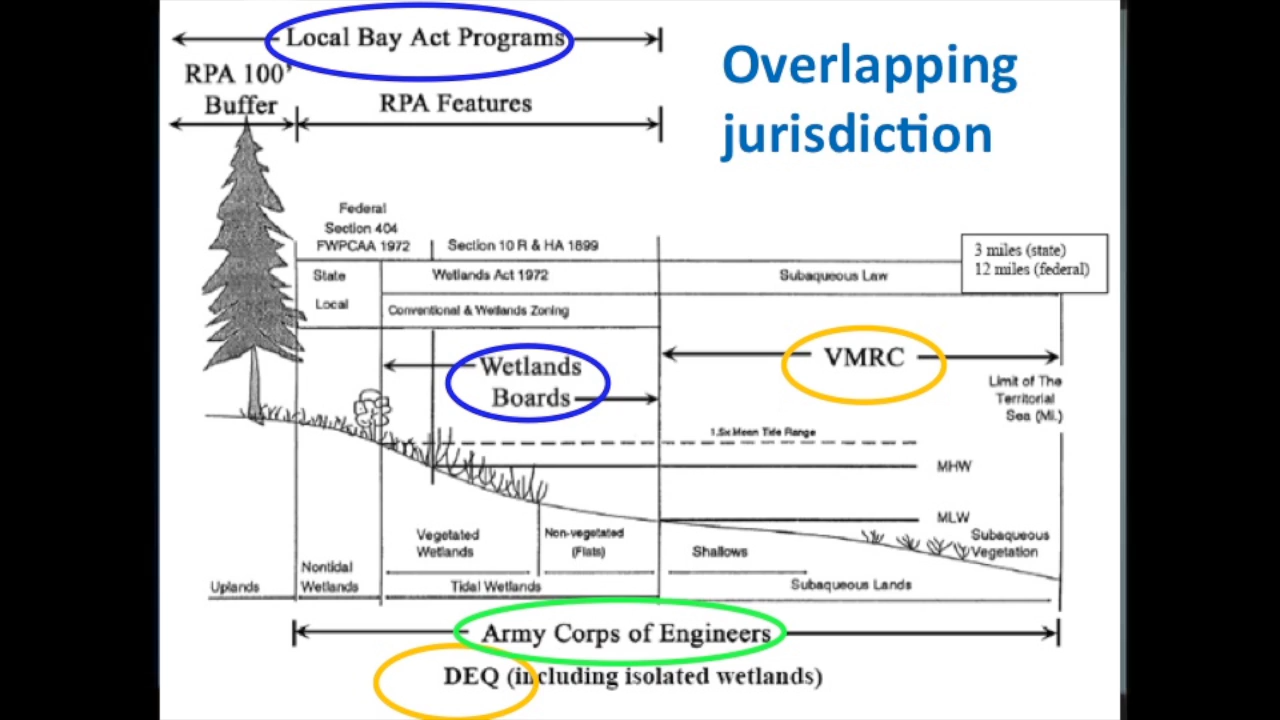 Local Bay Act Programs
Overlapping
jurisdiction
RPA 100'
Buffer
RPA Features
Federal
Section 404
FWPCAA 1972
Section 10 R & HA 1899
3 miles (state)
12 miles (federal)
State
Wetlands Act 1972
Subaqueous Law
Local
Conventional & Wetlands Zoning
Wetlands
Boards
VMRC
Limit of The
Territorial
Sea (Mi.)
1.5x Mean Tide Range
MHW
MLW
Vegetated
Wetlands
Non-vegetated
(Flats)
Shallows
Subaqueous
Vegetation
Nontidal
Wetlands
Uplands
Tidal Wetlands
Subaqueous Lands
Army Corps of Engineers
DEQ (including isolated wetlands)